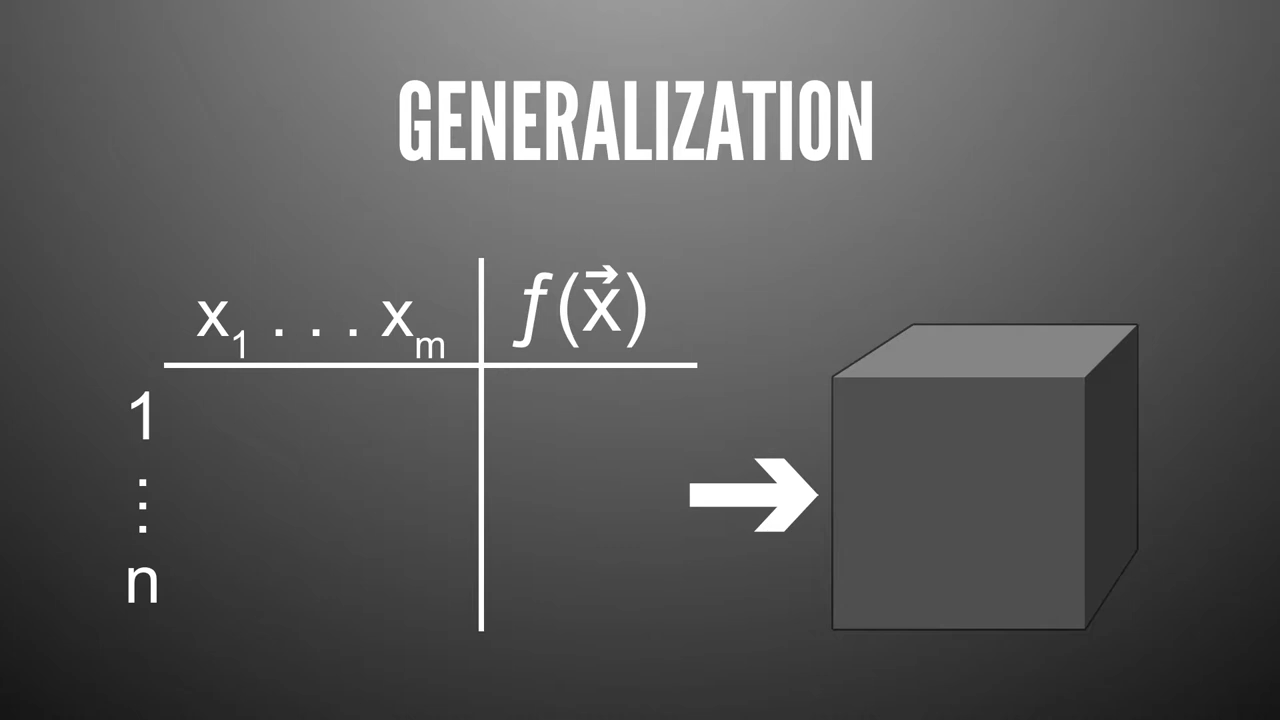 GENERALIZATION
x₁ . . . xₘ f(x⃗)
1
⋮
n